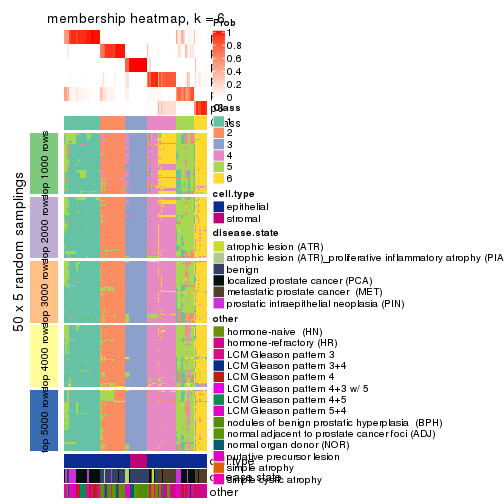 membership heatmap, k = 6
Prob
1
0.8
0.6
0.4
0.2
0
Class
1
2
3
4
5
6
cell.type
epithelial
stromal
disease.state
atrophic lesion (ATR)
atrophic lesion (ATR)_proliferative inflammatory atrophy (PIA
benign
localized prostate cancer (PCA)
metastatic prostate cancer (MET)
prostatic intraepithelial neoplasia (PIN)
other
hormone-naive (HN)
hormone-refractory (HR)
LCM Gleason pattern 3
LCM Gleason pattern 3+4
LCM Gleason pattern 4
LCM Gleason pattern 4+3 w/ 5
LCM Gleason pattern 4+5
LCM Gleason pattern 5+4
nodules of benign prostatic hyperplasia (BPH)
normal adjacent to prostate cancer foci (ADJ)
normal organ donor (NOR)
putative precursor lesion
simple atrophy
simple cystic atrophy
50 x 5 random samplings
top 1000 rows
top 2000 rows
top 3000 rows
top 4000 rows
top 5000 rows
other